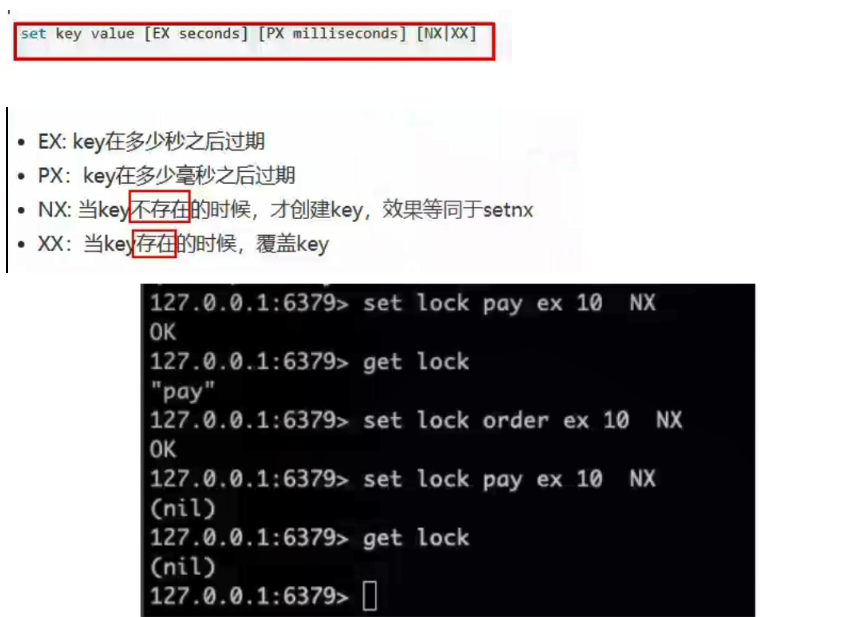 set key value [EX seconds] [PX milliseconds] [NX|XX]
• EX: key在多少秒之后过期
• PX：key在多少毫秒之后过期
• NX: 当key不存在的时候，才创建key，效果等同于setnx
• XX：当key存在的时候，覆盖key
127.0.0.1:6379> set lock pay ex 10  NX
OK
127.0.0.1:6379> get lock
"pay"
127.0.0.1:6379> set lock order ex 10  NX
OK
127.0.0.1:6379> set lock pay ex 10  NX
(nil)
127.0.0.1:6379> get lock
(nil)
127.0.0.1:6379>